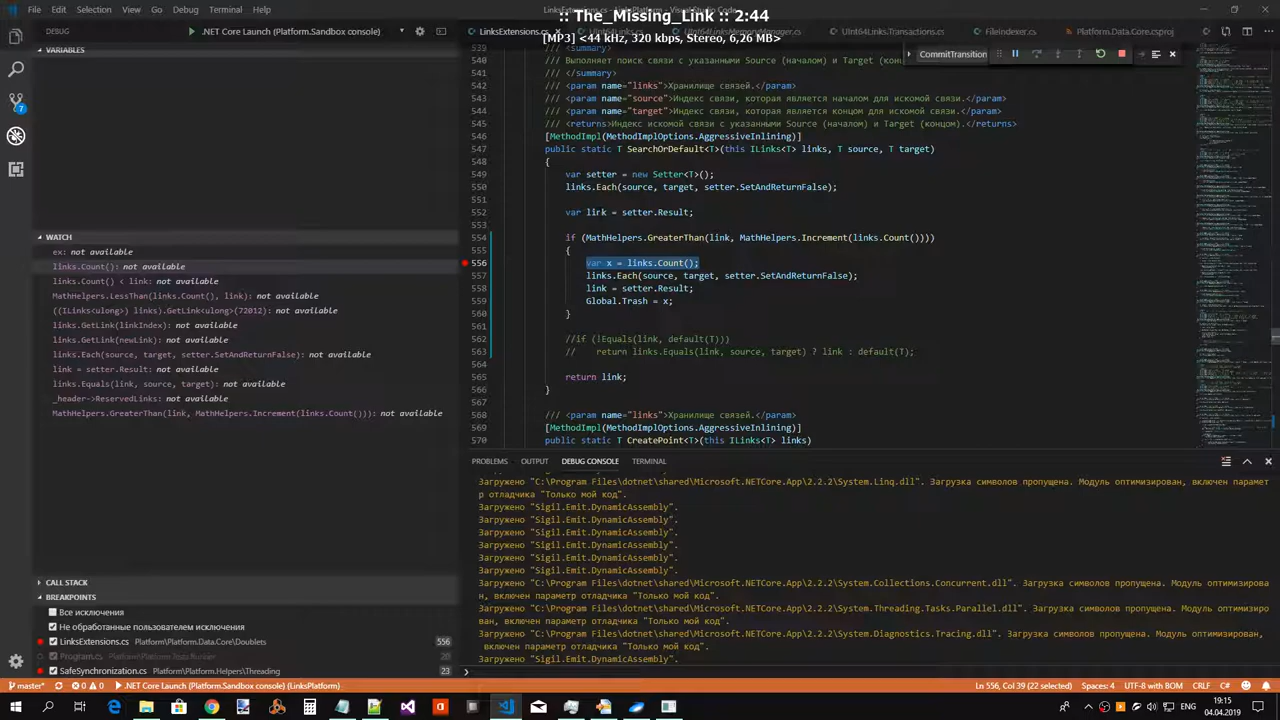 File Edit Selection View Go Debug Terminal Help
:: The_Missing_Link :: 2:44
[MP3] <44 kHz, 320 kbps, Stereo, 6,26 MB>
DEBUG .NET Core Launch (Platform.Sandbox console)
LinksExtensions.cs UInt64Links.Transactions.cs FileIndexer.cs Platform.Data.Core.csproj
CommitTransition
VARIABLES
WATCH
ex: not available
links.Count(): not available
links.Count() < link: not available
MathHelpers.LessThan(links.Count(), link): not available
((ILinks<ulong>) links).GetLink<ulong>(72012): not available
links.GetLink(linkIndex): not available
links.GetLink(newLink): not available
links.Each(source, target, setter.SetAndReturnFalse): not available
link = setter.Result: not available
links.Equals(link, source, target): not available
_header->ReservedLinks: not available
MathHelpers.GreaterThan(link, MathHelpers.Increment(links.Count())): not available
CALL STACK
BREAKPOINTS
Все исключения
Не обработанные пользователем исключения
LinksExtensions.cs Platform\Platform.Data.Core\Doublets 556
Program.cs Platform\Platform.Tests Runner
SafeSynchronization.cs Platform\Platform.Helpers\Threading 23
539 /// <summary>
540 /// Выполняет поиск связи с указанными Source (началом) и Target (кон
541 /// </summary>
542 /// <param name="links">Хранилище связей.</param>
543 /// <param name="source">Индекс связи, которая является началом для искомой связи.</param>
544 /// <param name="target">Индекс связи, которая является концом для искомой связи.</param>
545 /// <returns>Индекс искомой связи с указанными Source (началом) и Target (концом).</returns>
546 [MethodImpl(MethodImplOptions.AggressiveInlining)]
547 public static T SearchOrDefault<T>(this ILinks<T> links, T source, T target)
548 {
549 var setter = new Setter<T>();
550 links.Each(source, target, setter.SetAndReturnFalse);
551
552 var link = setter.Result;
553
554 if (MathHelpers.GreaterThan(link, MathHelpers.Increment(links.Count())))
555 {
556 var x = links.Count();
557 links.Each(source, target, setter.SetAndReturnFalse);
558 link = setter.Result;
559 Global.Trash = x;
560 }
561
562 //if (!Equals(link, default(T)))
563 // return links.Equals(link, source, target) ? link : default(T);
564
565 return link;
566
567
568 /// <param name="links">Хранилище связей.</param>
569 [MethodImpl(MethodImplOptions.AggressiveInlining)]
570 public static T CreatePoint<T>(this ILinks<T> links)
PROBLEMS OUTPUT DEBUG CONSOLE TERMINAL
Загружено "C:\Program Files\dotnet\shared\Microsoft.NETCore.App\2.2.2\System.Linq.dll". Загрузка символов пропущена. Модуль оптимизирован, включен парамет
р отладчика "Только мой код".
Загружено "Sigil.Emit.DynamicAssembly".
Загружено "Sigil.Emit.DynamicAssembly".
Загружено "Sigil.Emit.DynamicAssembly".
Загружено "Sigil.Emit.DynamicAssembly".
Загружено "Sigil.Emit.DynamicAssembly".
Загружено "Sigil.Emit.DynamicAssembly".
Загружено "C:\Program Files\dotnet\shared\Microsoft.NETCore.App\2.2.2\System.Collections.Concurrent.dll". Загрузка символов пропущена. Модуль оптимизирова
н, включен параметр отладчика "Только мой код".
Загружено "C:\Program Files\dotnet\shared\Microsoft.NETCore.App\2.2.2\System.Threading.Tasks.Parallel.dll". Загрузка символов пропущена. Модуль оптимизиро
ван, включен параметр отладчика "Только мой код".
Загружено "C:\Program Files\dotnet\shared\Microsoft.NETCore.App\2.2.2\System.Diagnostics.Tracing.dll". Загрузка символов пропущена. Модуль оптимизирован,
включен параметр отладчика "Только мой код".
Загружено "Sigil.Emit.DynamicAssembly".
master* 0 0 .NET Core Launch (Platform.Sandbox console) (LinksPlatform) Ln 556, Col 39 (22 selected) Spaces: 4 UTF-8 with BOM CRLF C#
7
ENG 19:15
04.04.2019